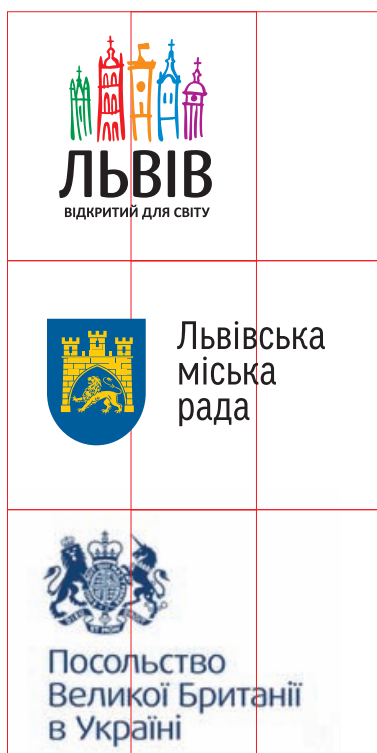 ЛЬВІВ
ВІДКРИТИЙ ДЛЯ СВІТУ
Львівська
міська
рада
Посольство
Великої Британії
в Україні